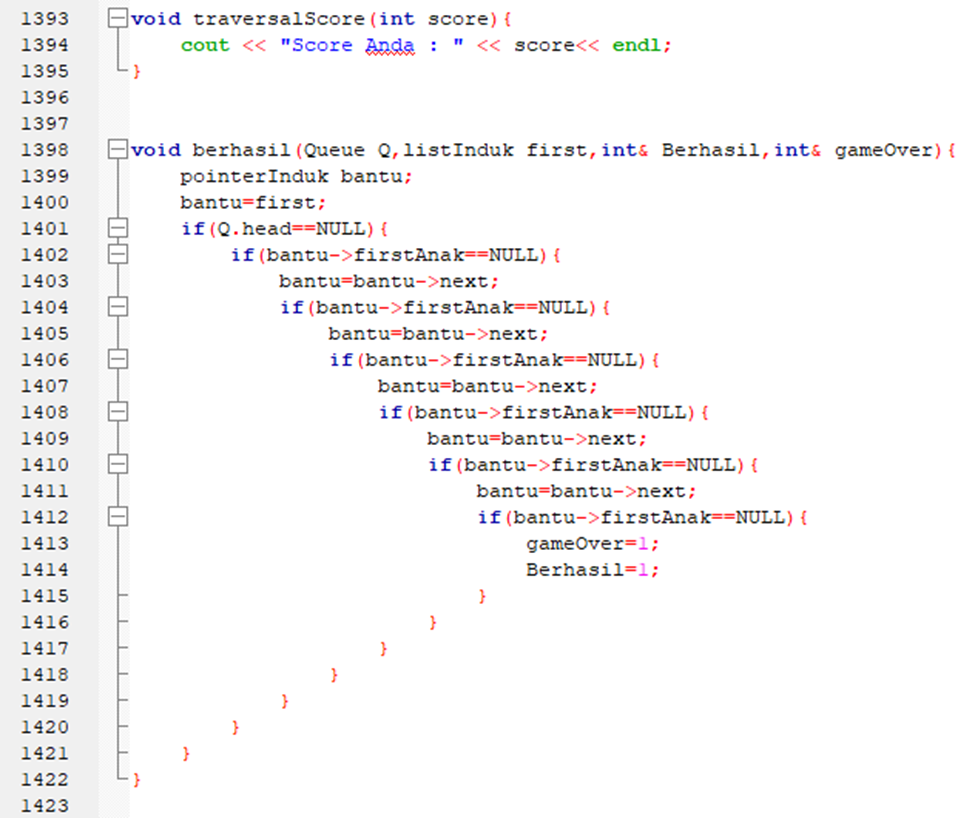 1393 void traversalScore(int score){
1394     cout << "Score Anda : " << score<< endl;
1395 }
1396
1397
1398 void berhasil(Queue Q,listInduk first,int& Berhasil,int& gameOver){
1399     pointerInduk bantu;
1400     bantu=first;
1401     if(Q.head==NULL){
1402         if(bantu->firstAnak==NULL){
1403             bantu=bantu->next;
1404             if(bantu->firstAnak==NULL){
1405                 bantu=bantu->next;
1406                 if(bantu->firstAnak==NULL){
1407                     bantu=bantu->next;
1408                     if(bantu->firstAnak==NULL){
1409                         bantu=bantu->next;
1410                         if(bantu->firstAnak==NULL){
1411                             bantu=bantu->next;
1412                             if(bantu->firstAnak==NULL){
1413                                 gameOver=1;
1414                                 Berhasil=1;
1415                             }
1416                         }
1417                     }
1418                 }
1419             }
1420         }
1421     }
1422 }
1423